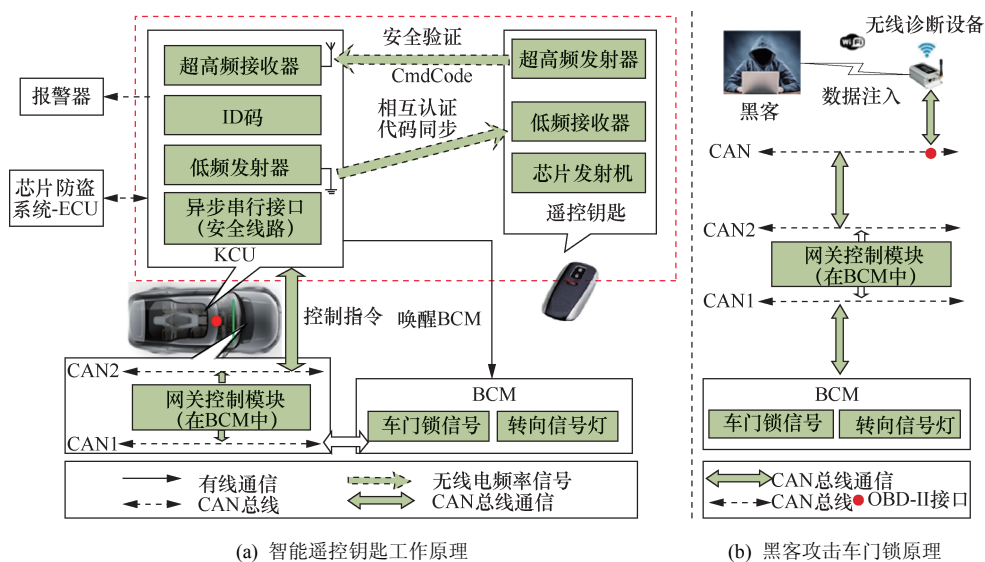 安全验证
CmdCode
相互认证
代码同步
报警器
芯片防盗
系统-ECU
超高频接收器
ID码
低频发射器
异步串行接口
(安全线路)
KCU
超高频发射器
低频接收器
芯片发射机
遥控钥匙
控制指令
唤醒BCM
CAN2
网关控制模块
(在BCM中)
CAN1
BCM
车门锁信号
转向信号灯
有线通信
无线电频率信号
CAN总线
CAN总线通信
(a) 智能遥控钥匙工作原理
无线诊断设备
Wi Fi
黑客
数据注入
CAN
CAN2
网关控制模块
(在BCM中)
CAN1
BCM
车门锁信号
转向信号灯
CAN总线通信
CAN总线
OBD-II接口
(b) 黑客攻击车门锁原理